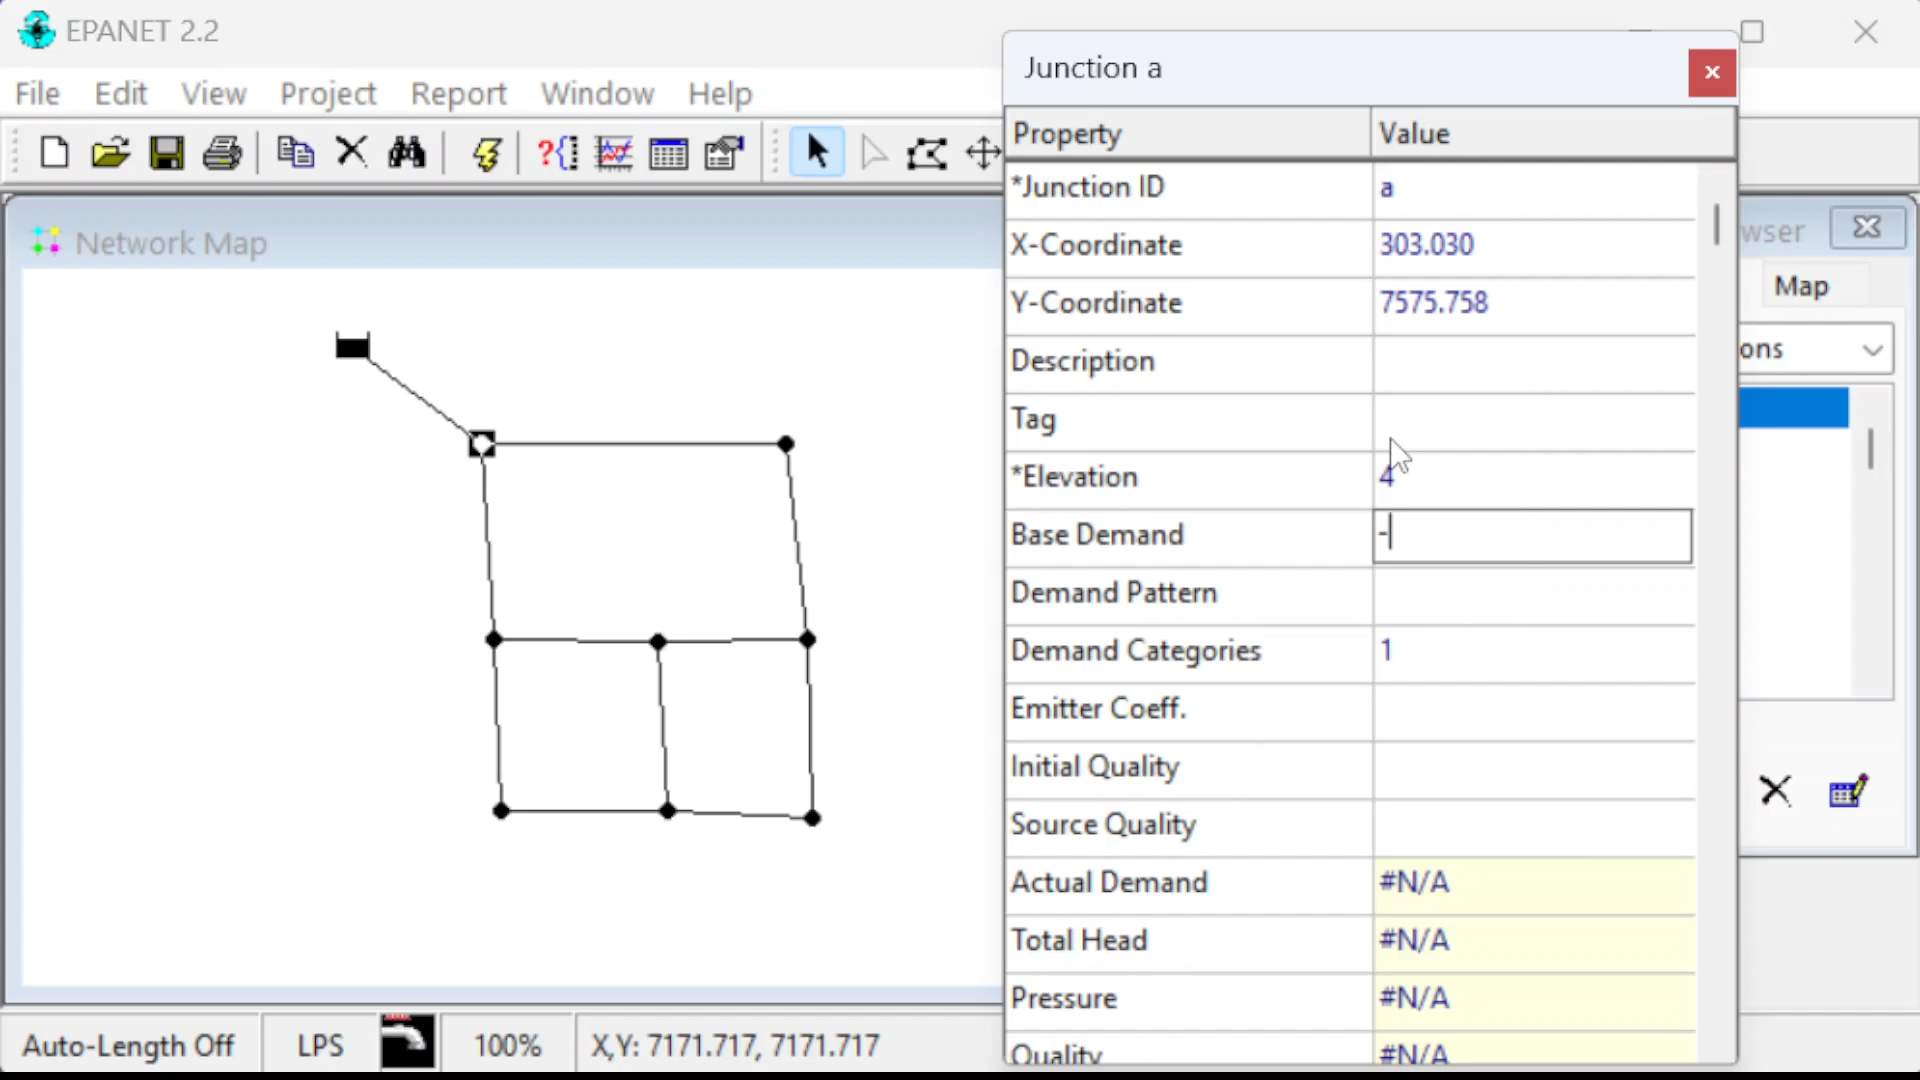 EPANET 2.2
File Edit View Project Report Window Help
Network Map
Junction a
Property Value
*Junction ID a
X-Coordinate 303.030
Y-Coordinate 7575.758
Description
Tag
*Elevation 4
Base Demand -
Demand Pattern
Demand Categories 1
Emitter Coeff.
Initial Quality
Source Quality
Actual Demand #N/A
Total Head #N/A
Pressure #N/A
Quality #N/A
wser
Map
ons
Auto-Length Off LPS 100% X,Y: 7171.717, 7171.717